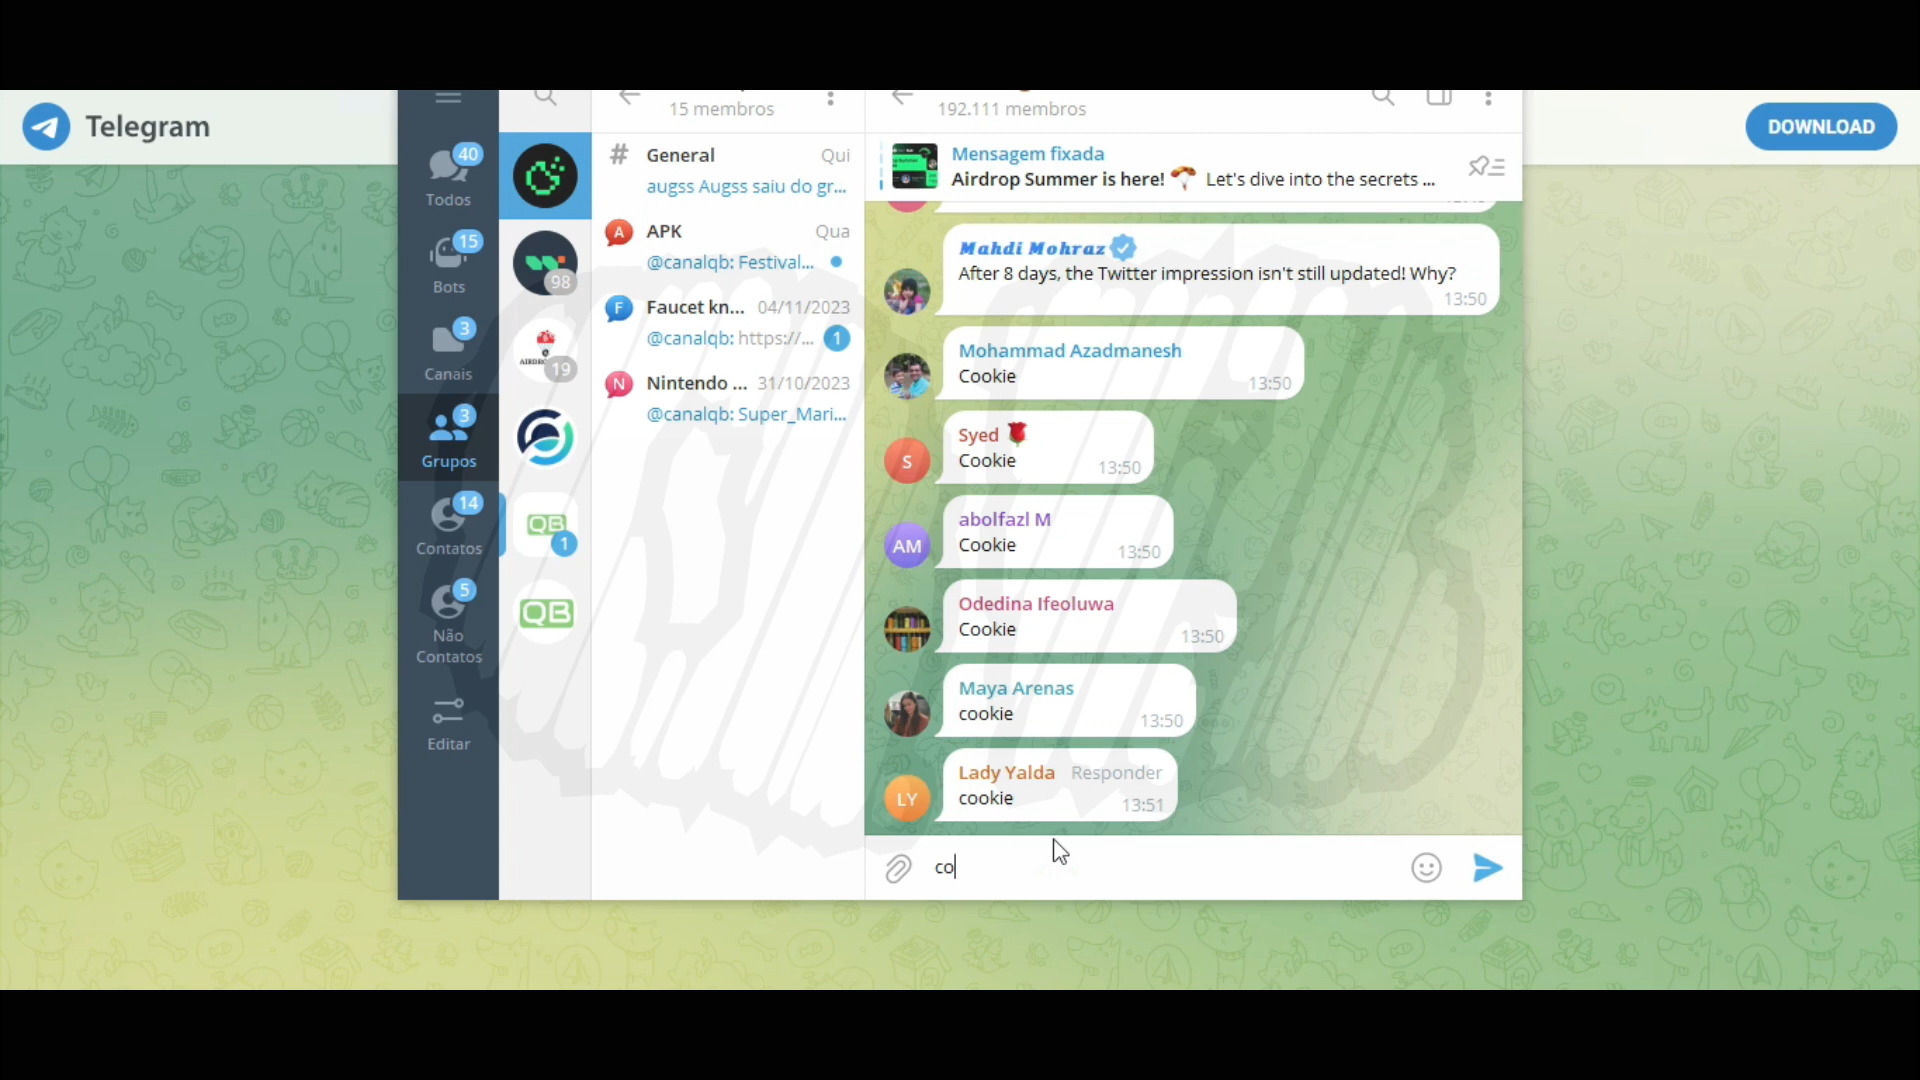 Telegram
DOWNLOAD
40
Todos
15
Bots
3
Canais
3
Grupos
14
Contatos
5
Não
Contatos
Editar
98
19
QB
1
QB
15 membros
# General Qui
augss Augss saiu do gr...
A APK Qua
@canalqb: Festival...
F Faucet kn... 04/11/2023
@canalqb: https://... 1
N Nintendo ... 31/10/2023
@canalqb: Super_Mari...
192.111 membros
Mensagem fixada
Airdrop Summer is here! 🪂 Let's dive into the secrets ...
Mahdi Mohraz
After 8 days, the Twitter impression isn't still updated! Why?
13:50
Mohammad Azadmanesh
Cookie
13:50
Syed 🌹
S
Cookie
13:50
abolfazl M
AM
Cookie
13:50
Odedina Ifeoluwa
Cookie
13:50
Maya Arenas
cookie
13:50
Lady Yalda Responder
LY
cookie
13:51
co